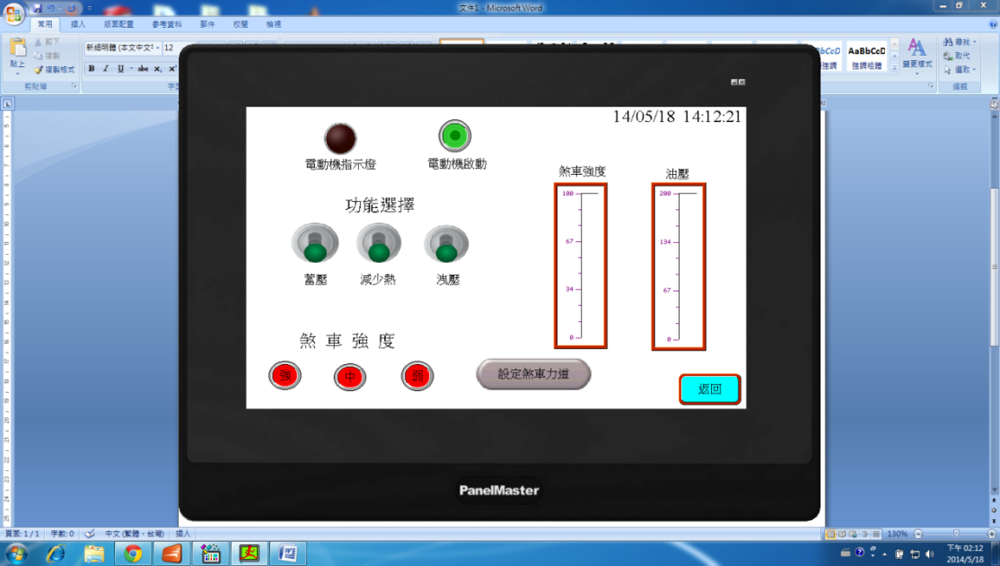 文件1 - Microsoft Word
常用 插入 版面配置 參考資料 郵件 校閱 檢視
貼上
剪下
複製
複製格式
剪貼簿
新細明體 (本文中文 12
B I U abc x₂ x²
AaBbCcD
強調粗體
強調
變更樣式
尋找
取代
選取
編輯
14/05/18 14:12:21
電動機指示燈
電動機啟動
功能選擇
蓄壓
減少熱
洩壓
煞車強度
100
67
34
0
油壓
200
134
67
0
煞 車 強 度
強
中
弱
設定煞車力道
返回
PanelMaster
頁面: 1/1 字數: 0 中文 (繁體，台灣) 插入
130%
下午 02:12
2014/5/18